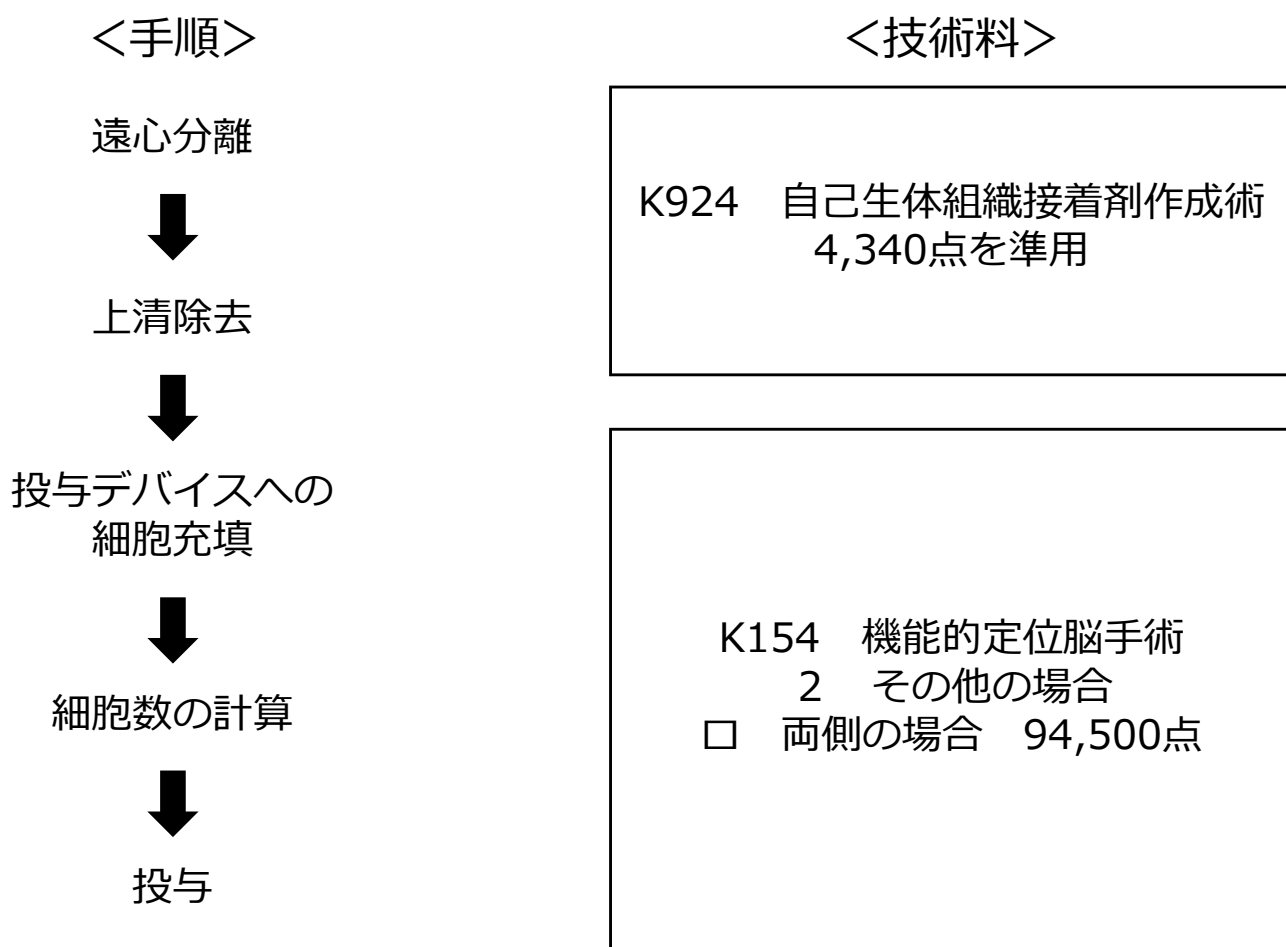 ＜手順＞
遠心分離
上清除去
投与デバイスへの
細胞充填
細胞数の計算
投与
＜技術料＞
K924　自己生体組織接着剤作成術
4,340点を準用
K154　機能的定位脳手術
2　その他の場合
ロ　両側の場合　94,500点